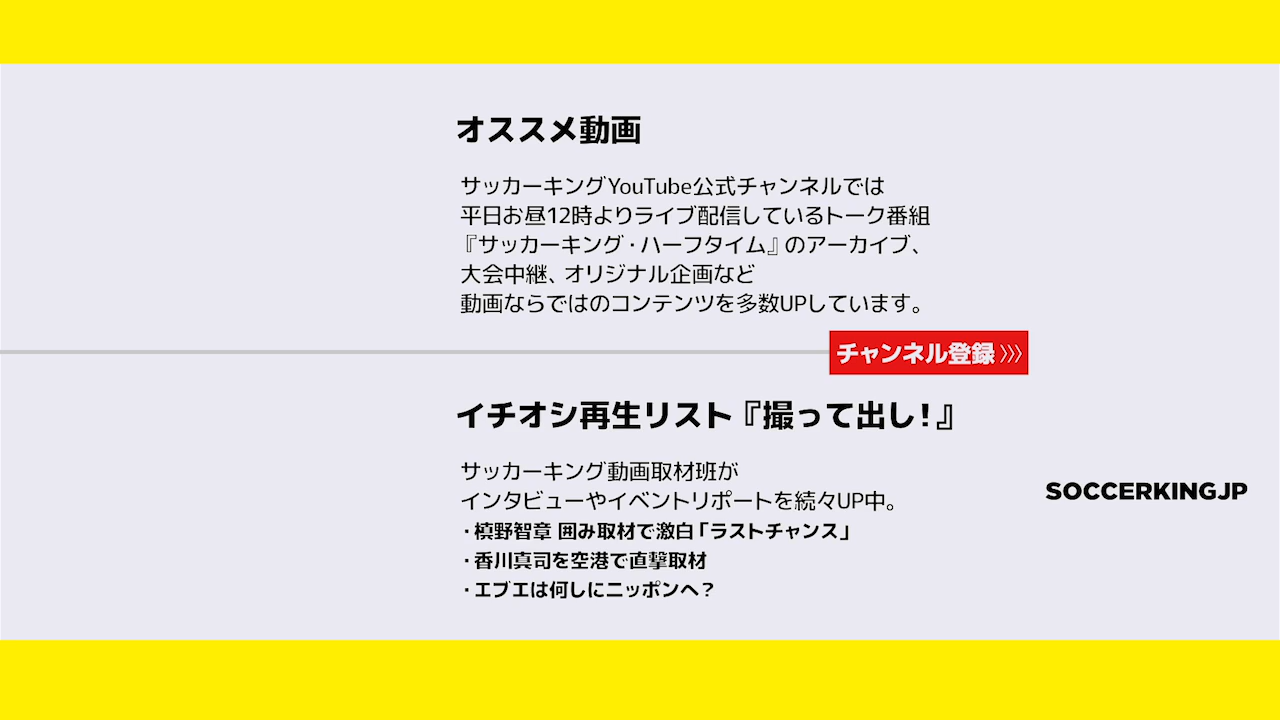 オススメ動画
サッカーキングYouTube公式チャンネルでは
平日お昼12時よりライブ配信しているトーク番組
『サッカーキング・ハーフタイム』のアーカイブ、
大会中継、オリジナル企画など
動画ならではのコンテンツを多数UPしています。
チャンネル登録 》〉
イチオシ再生リスト『撮って出し!』
サッカーキング動画取材班が
インタビューやイベントリポートを続々UP中。
・槙野智章 囲み取材で激白「ラストチャンス」
・香川真司を空港で直撃取材
・エブエは何しにニッポンへ?
SOCCERKINGJP